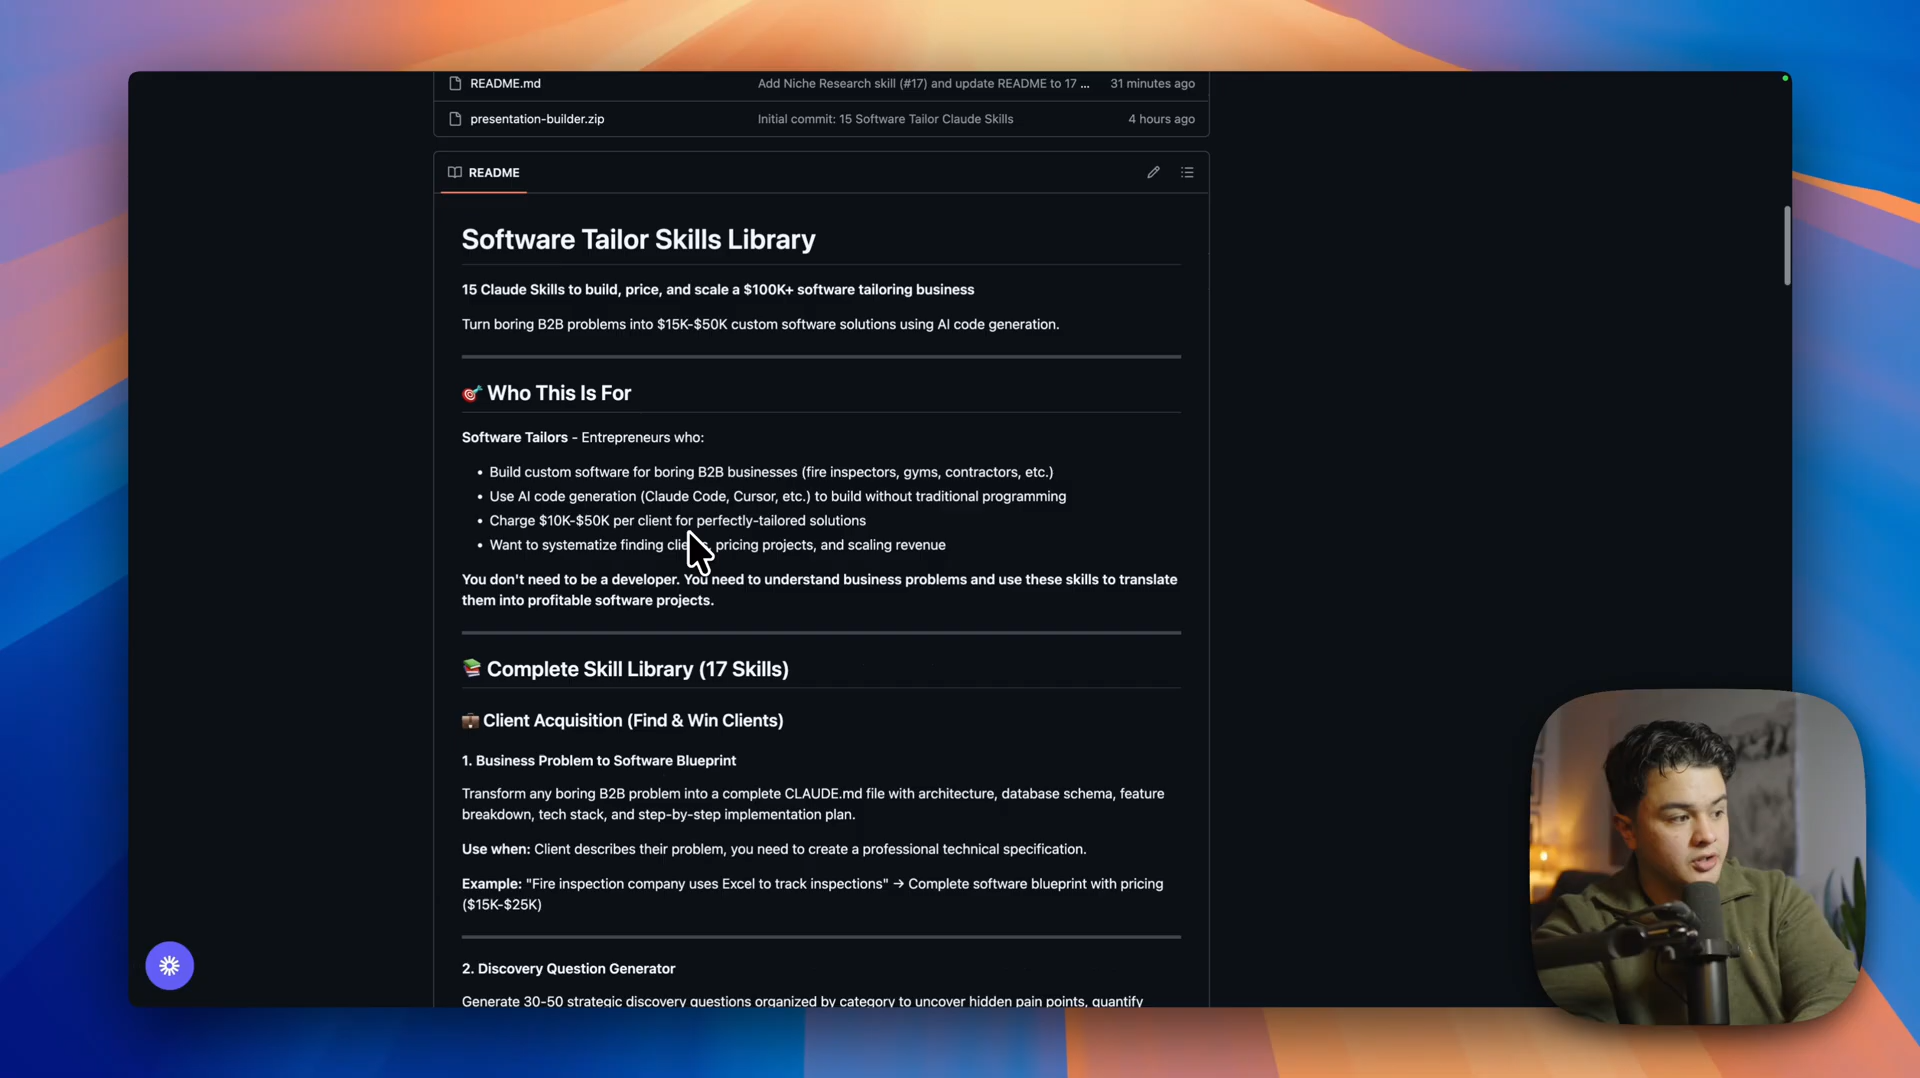 README.md Add Niche Research skill (#17) and update README to 17 ... 31 minutes ago
presentation-builder.zip Initial commit: 15 Software Tailor Claude Skills 4 hours ago
README
Software Tailor Skills Library
15 Claude Skills to build, price, and scale a $100K+ software tailoring business
Turn boring B2B problems into $15K-$50K custom software solutions using AI code generation.
🎯 Who This Is For
Software Tailors - Entrepreneurs who:
• Build custom software for boring B2B businesses (fire inspectors, gyms, contractors, etc.)
• Use AI code generation (Claude Code, Cursor, etc.) to build without traditional programming
• Charge $10K-$50K per client for perfectly-tailored solutions
• Want to systematize finding clients, pricing projects, and scaling revenue
You don't need to be a developer. You need to understand business problems and use these skills to translate
them into profitable software projects.
📚 Complete Skill Library (17 Skills)
💼 Client Acquisition (Find & Win Clients)
1. Business Problem to Software Blueprint
Transform any boring B2B problem into a complete CLAUDE.md file with architecture, database schema, feature
breakdown, tech stack, and step-by-step implementation plan.
Use when: Client describes their problem, you need to create a professional technical specification.
Example: "Fire inspection company uses Excel to track inspections" → Complete software blueprint with pricing
($15K-$25K)
2. Discovery Question Generator
Generate 30-50 strategic discovery questions organized by category to uncover hidden pain points, quantify